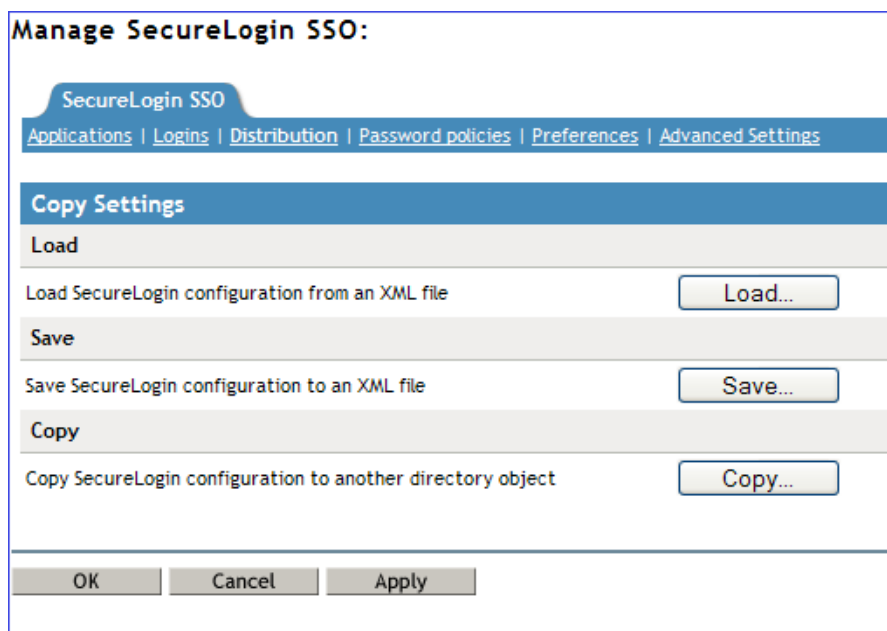 Manage SecureLogin SSO:
SecureLogin SSO
Applications | Logins | Distribution | Password policies | Preferences | Advanced Settings
Copy Settings
Load
Load SecureLogin configuration from an XML file Load...
Save
Save SecureLogin configuration to an XML file Save...
Copy
Copy SecureLogin configuration to another directory object Copy...
OK Cancel Apply